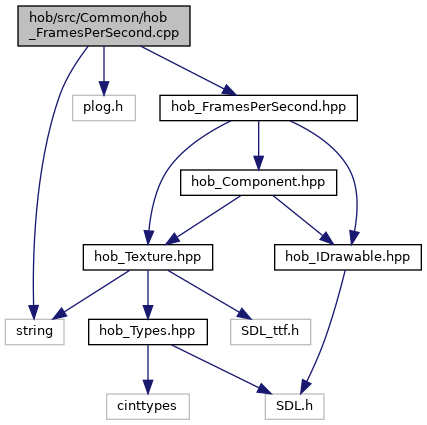 hob/src/Common/hob
_FramesPerSecond.cpp
plog.h
hob_FramesPerSecond.hpp
hob_Component.hpp
hob_Texture.hpp
hob_IDrawable.hpp
string
hob_Types.hpp
SDL_ttf.h
cinttypes
SDL.h